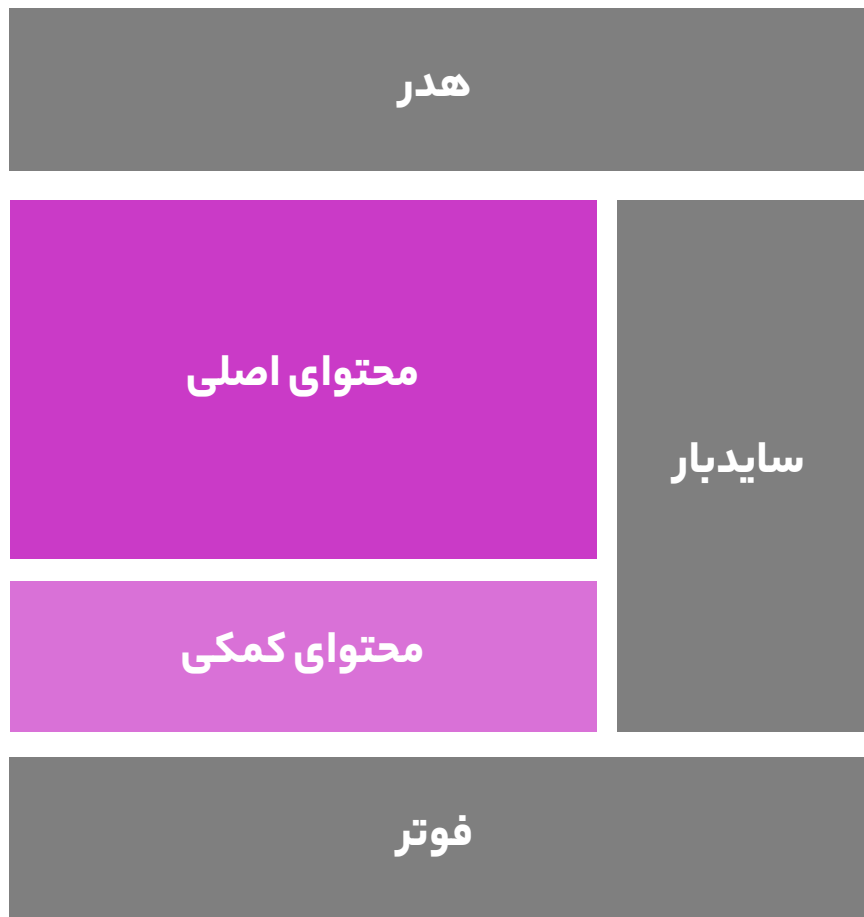 هدر
سایدبار
محتوای اصلی
محتوای کمکی
فوتر